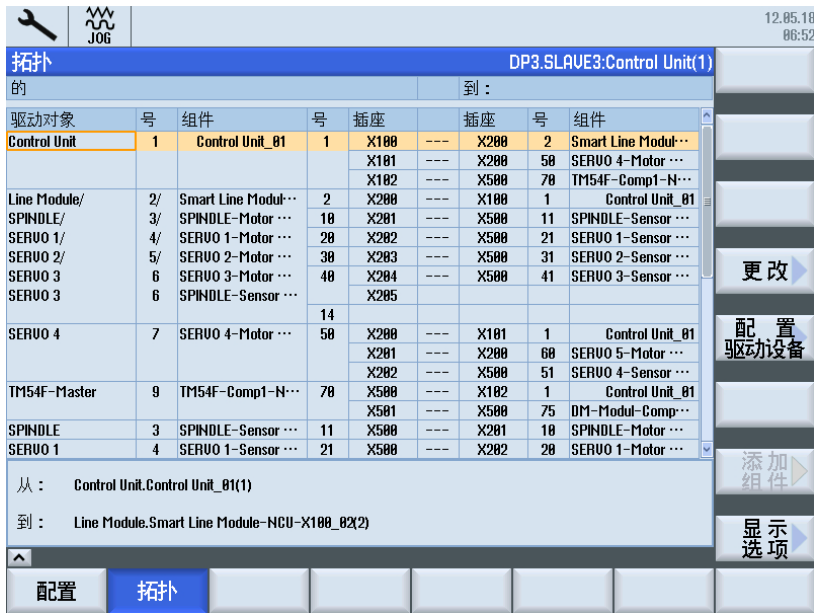 JOG
12.05.18
06:52
拓扑 DP3.SLAVE3:Control Unit(1)
的 到：
驱动对象 号 组件 号 插座 插座 号 组件
Control Unit 1 Control Unit_01 1 X100 --- X200 2 Smart Line Modul···
X101 --- X200 50 SERVO 4-Motor ···
X102 --- X500 70 TM54F-Comp1-N···
Line Module/ 2/ Smart Line Modul··· 2 X200 --- X100 1 Control Unit_01
SPINDLE/ 3/ SPINDLE-Motor ··· 10 X201 --- X500 11 SPINDLE-Sensor ···
SERVO 1/ 4/ SERVO 1-Motor ··· 20 X202 --- X500 21 SERVO 1-Sensor ···
SERVO 2/ 5/ SERVO 2-Motor ··· 30 X203 --- X500 31 SERVO 2-Sensor ···
SERVO 3 6 SERVO 3-Motor ··· 40 X204 --- X500 41 SERVO 3-Sensor ···
SERVO 3 6 SPINDLE-Sensor ··· X205
14
SERVO 4 7 SERVO 4-Motor ··· 50 X200 --- X101 1 Control Unit_01
X201 --- X200 60 SERVO 5-Motor ···
X202 --- X500 51 SERVO 4-Sensor ···
TM54F-Master 9 TM54F-Comp1-N··· 70 X500 --- X102 1 Control Unit_01
X501 --- X500 75 DM-Modul-Comp···
SPINDLE 3 SPINDLE-Sensor ··· 11 X500 --- X201 10 SPINDLE-Motor ···
SERVO 1 4 SERVO 1-Sensor ··· 21 X500 --- X202 20 SERVO 1-Motor ···
从： Control Unit.Control Unit_01(1)
到： Line Module.Smart Line Module-NCU-X100_02(2)
更改
配 置
驱动设备
添加
组件
显示
选项
配置 拓扑